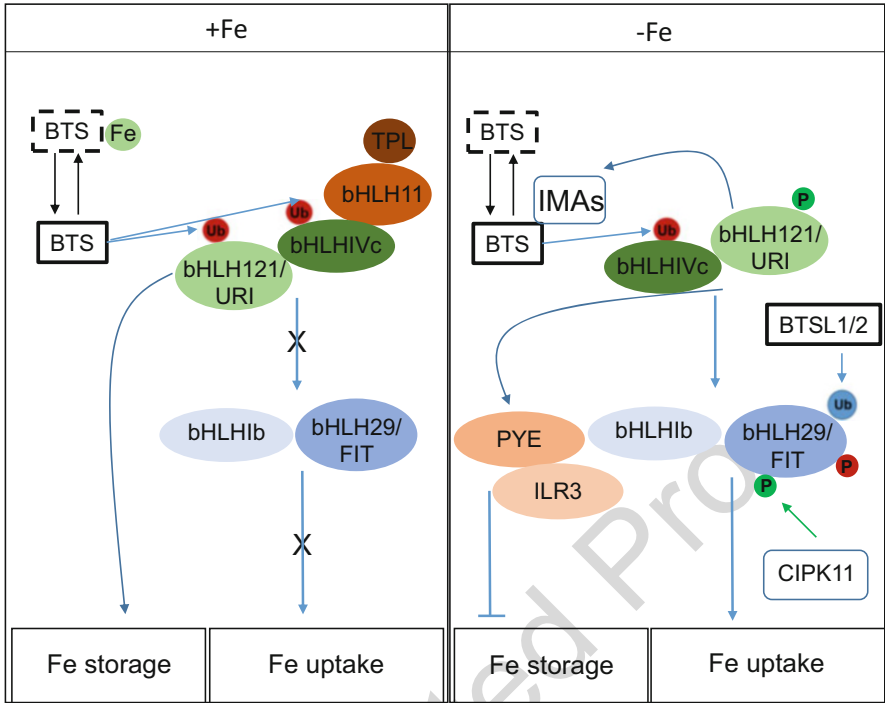 +Fe
BTS
Fe
TPL
bHLH11
Ub
Ub
BTS
bHLHIVc
bHLH121/
URI
X
bHLHIb
bHLH29/
FIT
X
Fe storage
Fe uptake
-Fe
BTS
IMAs
P
Ub
BTS
bHLH121/
URI
bHLHIVc
BTSL1/2
Ub
PYE
bHLHIb
bHLH29/
FIT
P
P
ILR3
CIPK11
Fe storage
Fe uptake
ted Pro